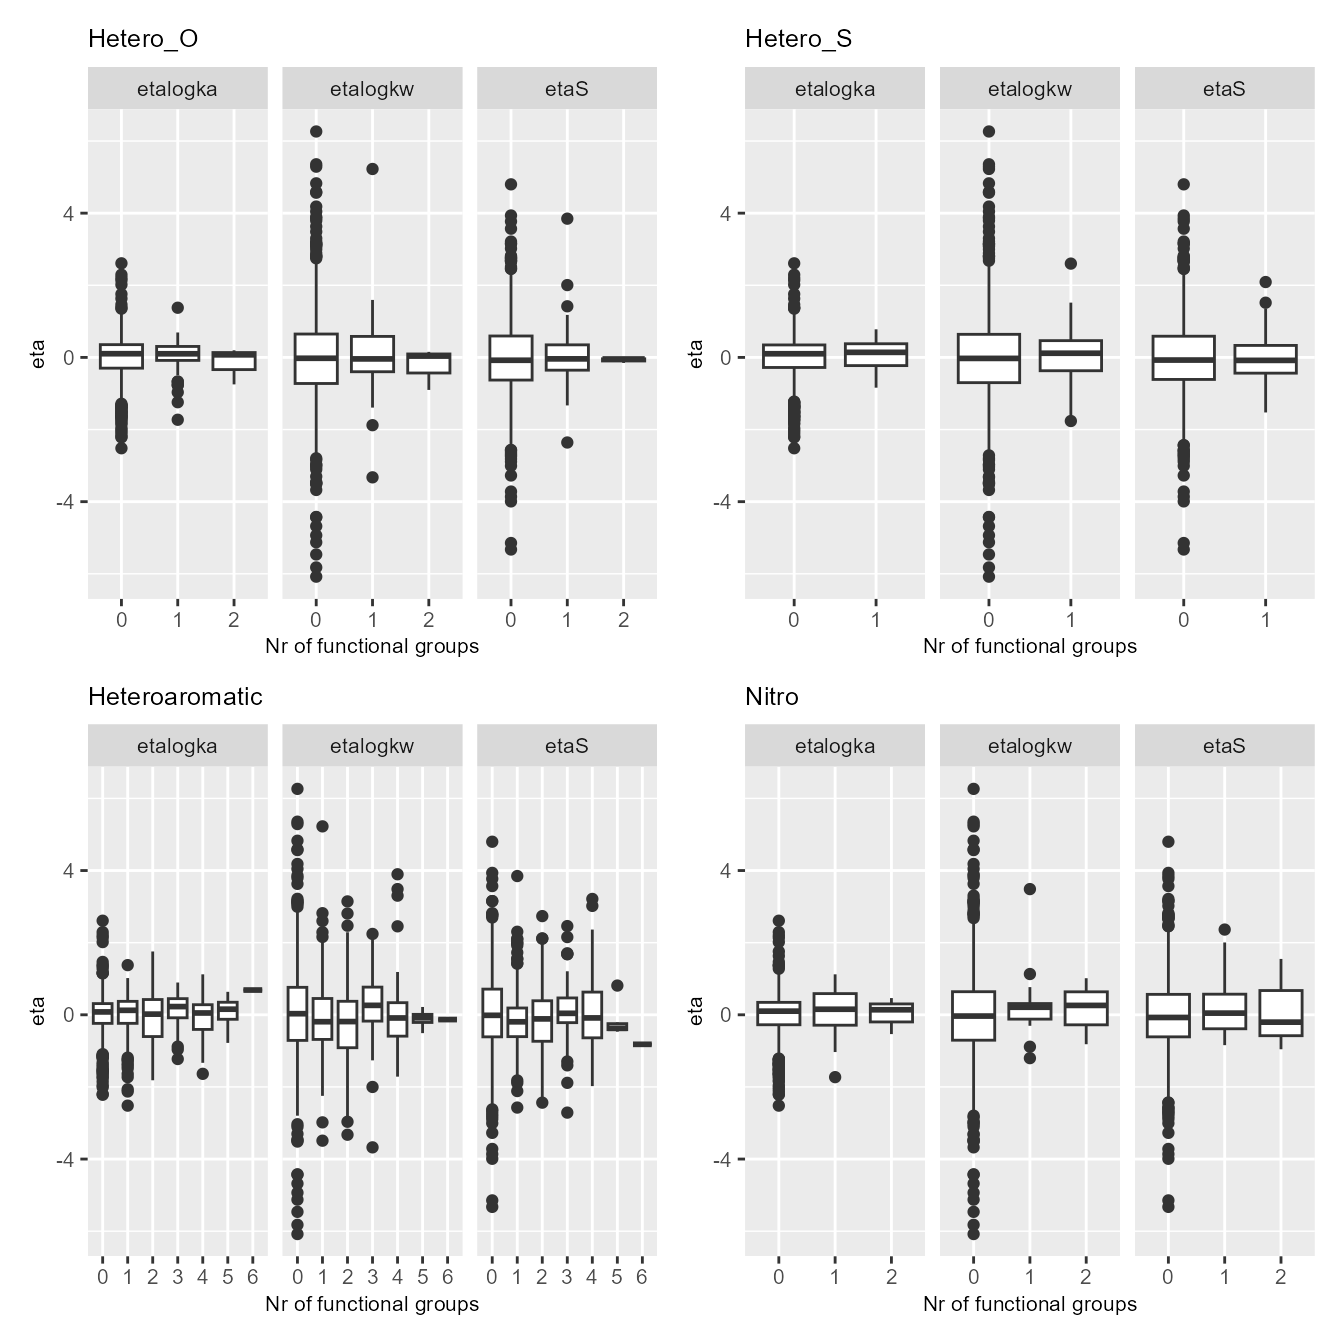 Hetero_O
etalogka etalogkw etaS
4
0
-4
eta
0 1 2 0 1 2 0 1 2
Nr of functional groups
Hetero_S
etalogka etalogkw etaS
4
0
-4
eta
0 1 0 1 0 1
Nr of functional groups
Heteroaromatic
etalogka etalogkw etaS
4
0
-4
eta
0 1 2 3 4 5 6 0 1 2 3 4 5 6 0 1 2 3 4 5 6
Nr of functional groups
Nitro
etalogka etalogkw etaS
4
0
-4
eta
0 1 2 0 1 2 0 1 2
Nr of functional groups